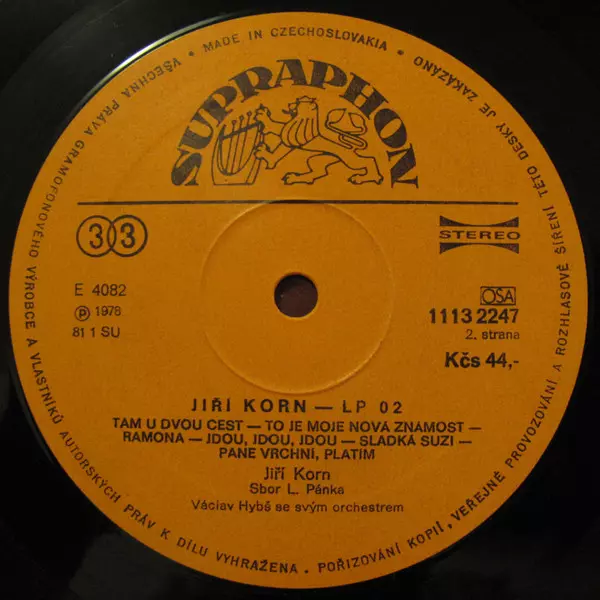 VŠECHNA PRÁVA GRAMOFONOVÉHO VÝROBCE A VLASTNÍKŮ AUTORSKÝCH PRÁV K DÍLU VYHRAŽENA. POŘIZOVÁNÍ KOPIÍ, VEŘEJNÉ PROVOZOVÁNÍ A ROZHLASOVÉ ŠÍŘENÍ TÉTO DESKY JE ZAKÁZÁNO • MADE IN CZECHOSLOVAKIA •
SUPRAPHON
33
STEREO
E 4082
℗ 1978
81 1 SU
OSA
1113 2247
2. strana
Kčs 44,-
JIŘÍ KORN — LP 02
TAM U DVOU CEST — TO JE MOJE NOVÁ ZNÁMOST —
RAMONA — JDOU, JDOU, JDOU — SLADKÁ SUZI —
PANE VRCHNÍ, PLATÍM
Jiří Korn
Sbor L. Pánka
Václav Hybš se svým orchestrem